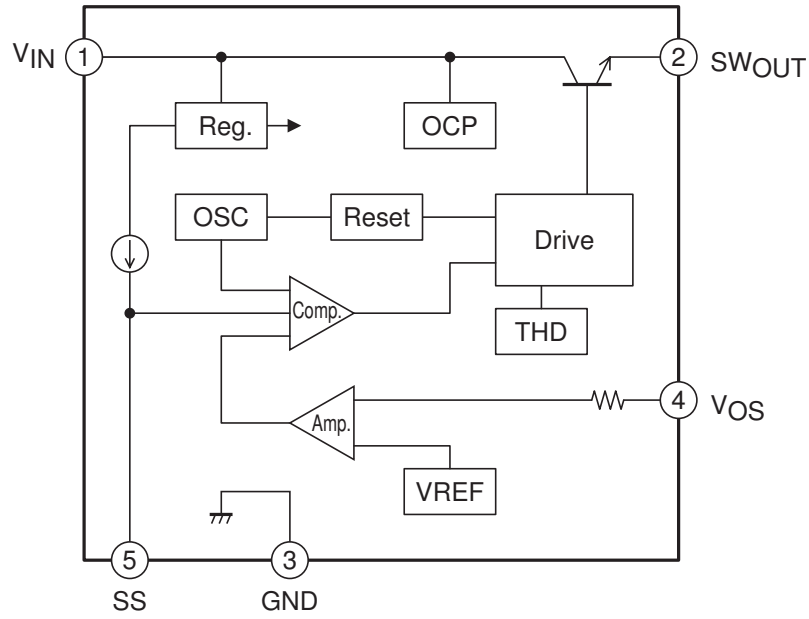 VIN
1
2
SWOUT
Reg.
OCP
OSC
Reset
Drive
Comp.
THD
4
VOS
Amp.
VREF
5
3
SS
GND